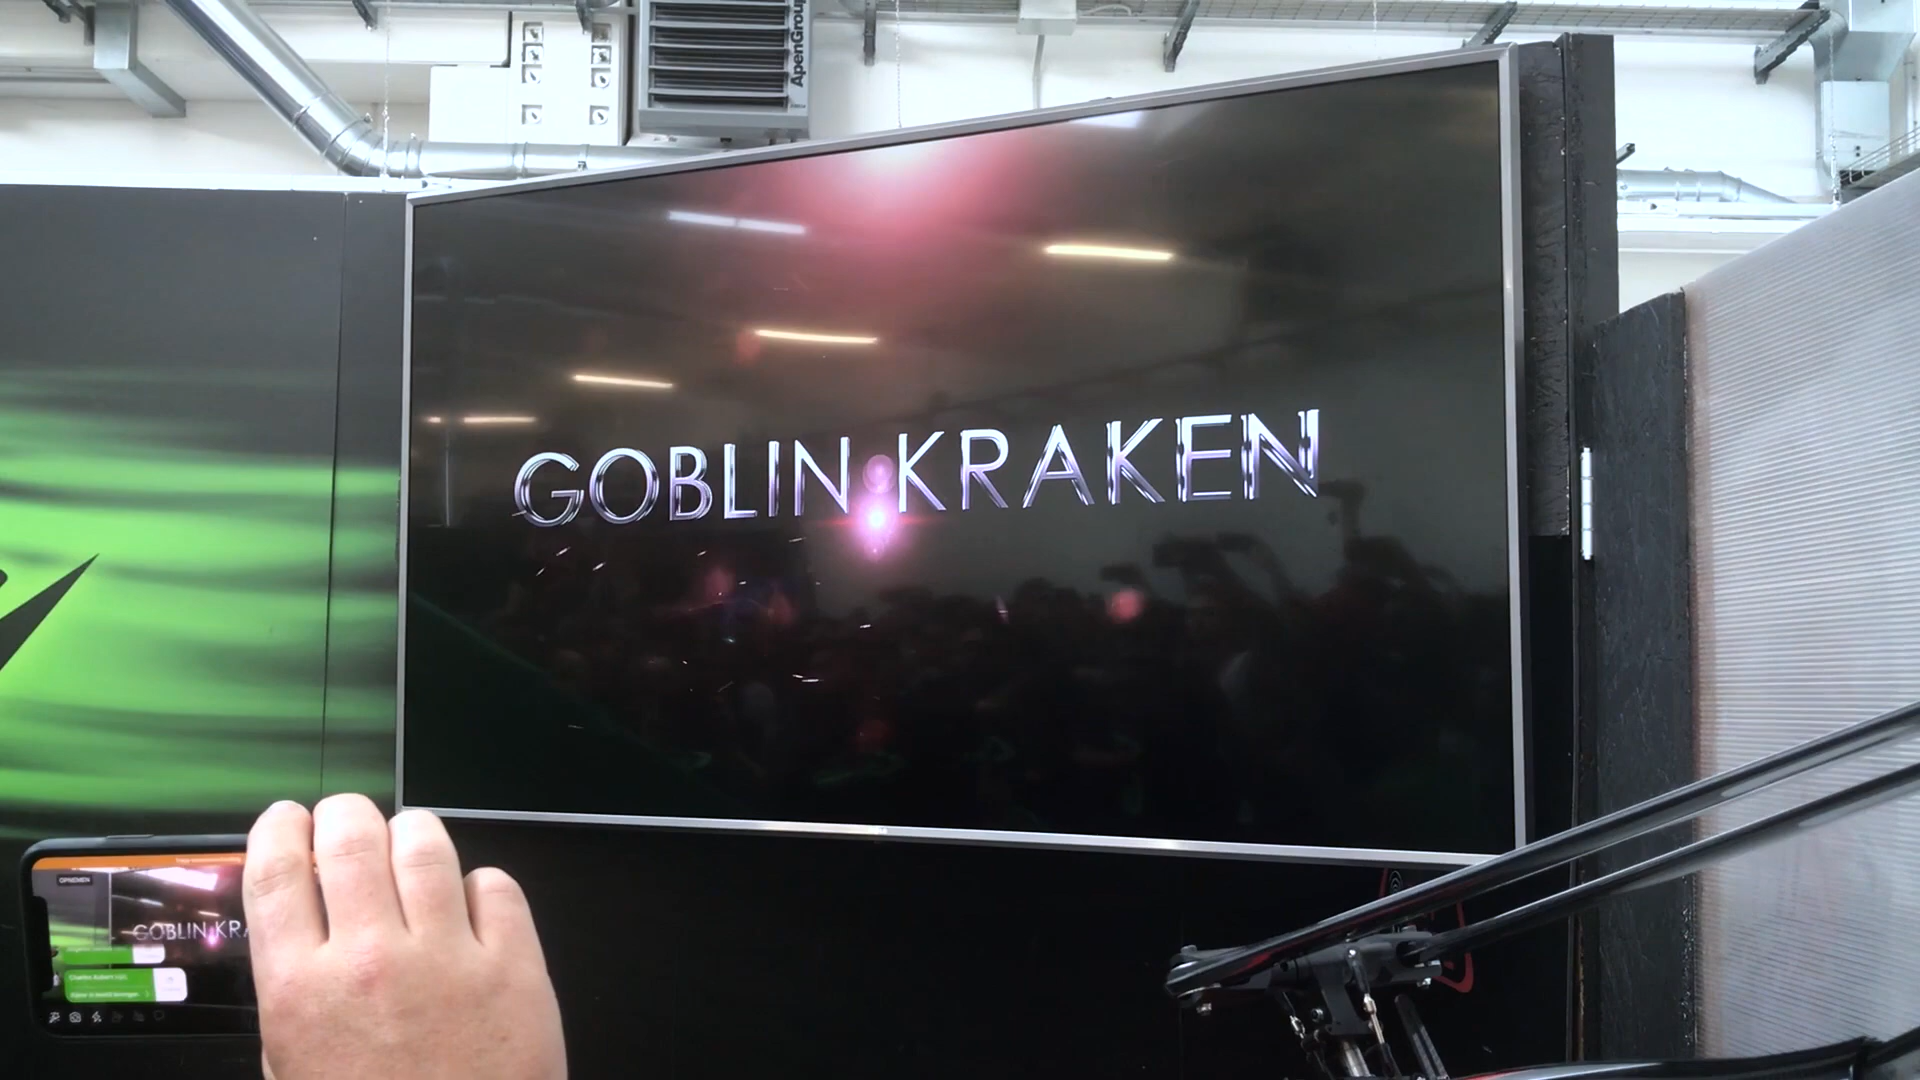 ApenGroup
GOBLIN KRAKEN
OPNEMEN
GOBLIN KRA